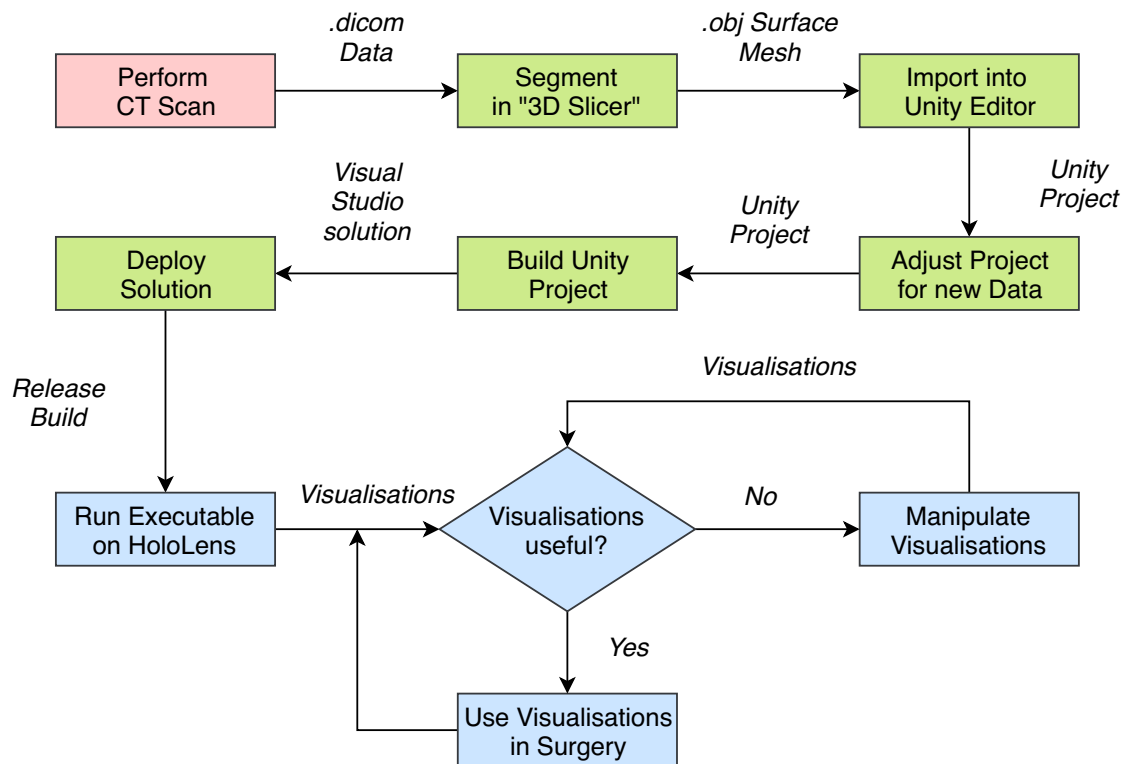 .dicom
Data
.obj Surface
Mesh
Perform
CT Scan
Segment
in "3D Slicer"
Import into
Unity Editor
Visual
Studio
solution
Unity
Project
Unity
Project
Deploy
Solution
Build Unity
Project
Adjust Project
for new Data
Release
Build
Visualisations
Run Executable
on HoloLens
Visualisations
Visualisations
useful?
No
Manipulate
Visualisations
Yes
Use Visualisations
in Surgery